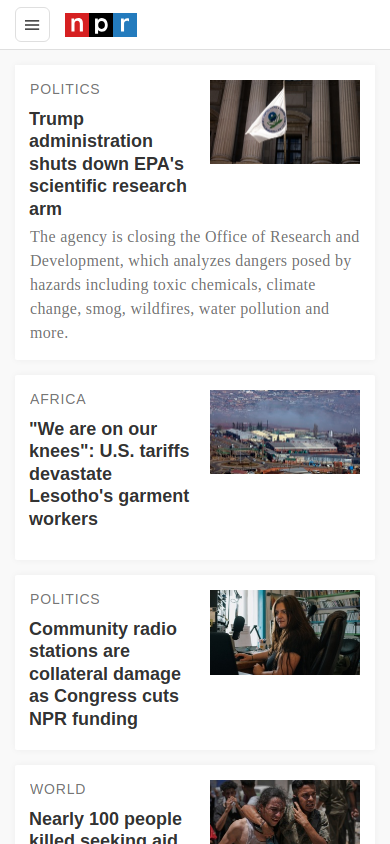 npr
POLITICS
Trump
administration
shuts down EPA's
scientific research
arm
The agency is closing the Office of Research and
Development, which analyzes dangers posed by
hazards including toxic chemicals, climate
change, smog, wildfires, water pollution and
more.
AFRICA
"We are on our
knees": U.S. tariffs
devastate
Lesotho's garment
workers
POLITICS
Community radio
stations are
collateral damage
as Congress cuts
NPR funding
WORLD
Nearly 100 people
killed seeking aid